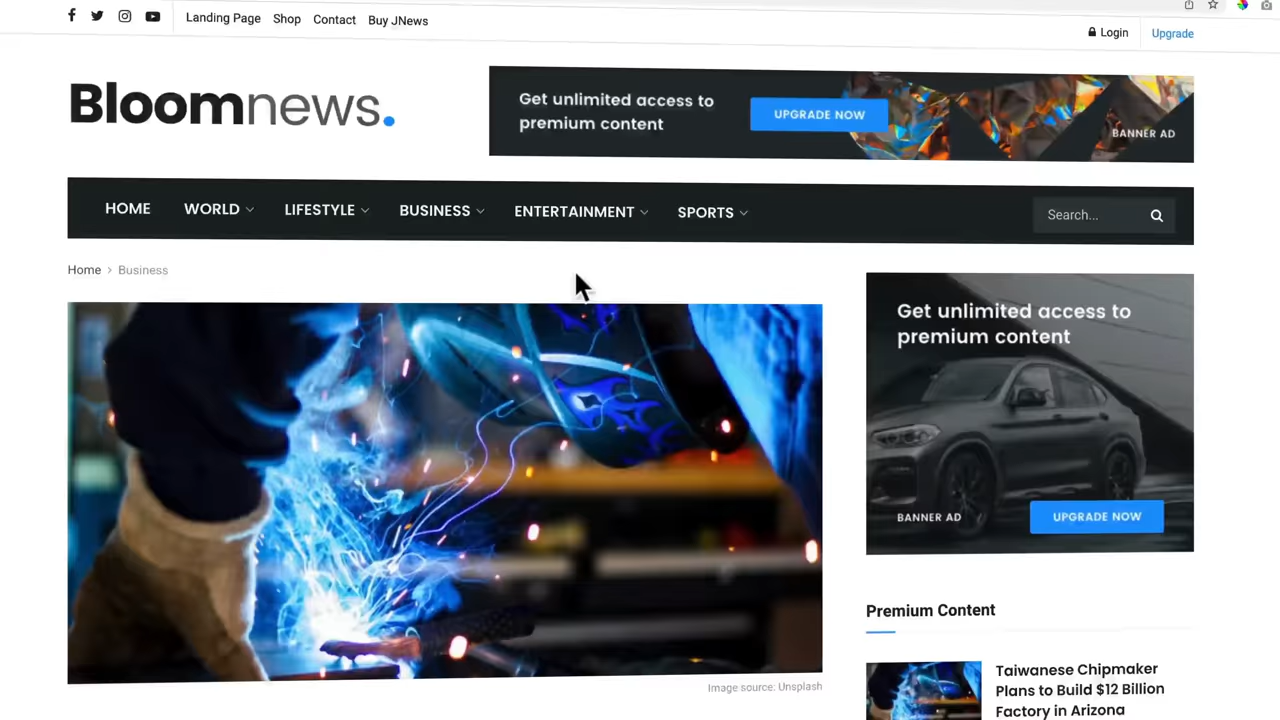 Landing Page Shop Contact Buy JNews
Login Upgrade
Bloomnews.
Get unlimited access to
premium content
UPGRADE NOW
BANNER AD
HOME WORLD LIFESTYLE BUSINESS ENTERTAINMENT SPORTS
Search...
Home > Business
Get unlimited access to
premium content
BANNER AD
UPGRADE NOW
Image source: Unsplash
Premium Content
Taiwanese Chipmaker
Plans to Build $12 Billion
Factory in Arizona